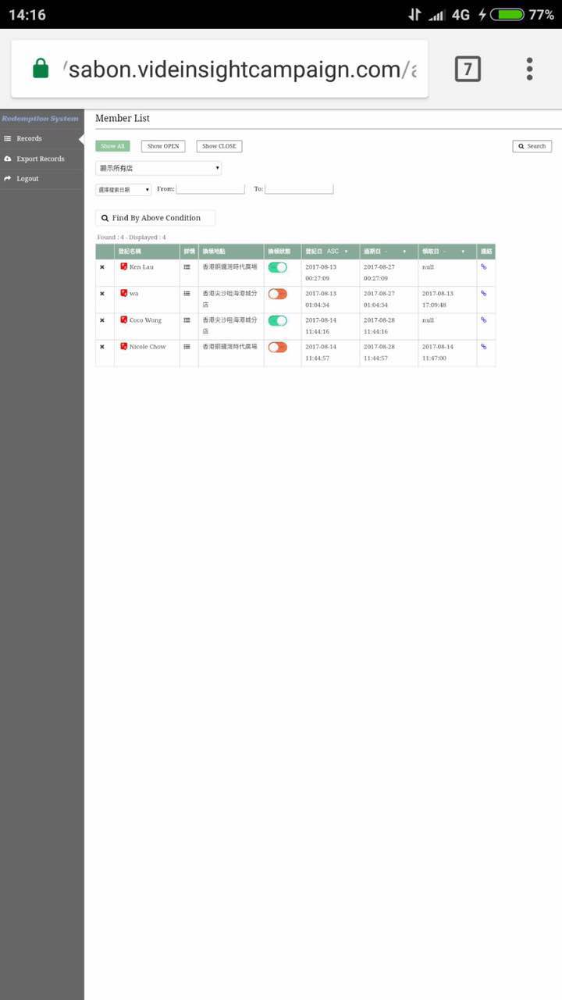 14:16
4G
77%
/sabon.videinsightcampaign.com/a
7
Redemption System
Records
Export Records
Logout
Member List
Show All Show OPEN Show CLOSE Search
顯示所有店
選擇搜索日期 From: To:
Find By Above Condition
Found : 4 - Displayed : 4
登記名稱 詳情 換領地點 換領狀態 登記日 ASC 過期日 - 領取日 - 連結
Ken Lau 香港銅鑼灣時代廣場 2017-08-13 2017-08-27 null
00:27:09 00:27:09
wa 香港尖沙咀海港城分 2017-08-13 2017-08-27 2017-08-13
店 01:04:34 01:04:34 17:09:48
Coco Wong 香港尖沙咀海港城分 2017-08-14 2017-08-28 null
店 11:44:16 11:44:16
Nicole Chow 香港銅鑼灣時代廣場 2017-08-14 2017-08-28 2017-08-14
11:44:57 11:44:57 11:47:00